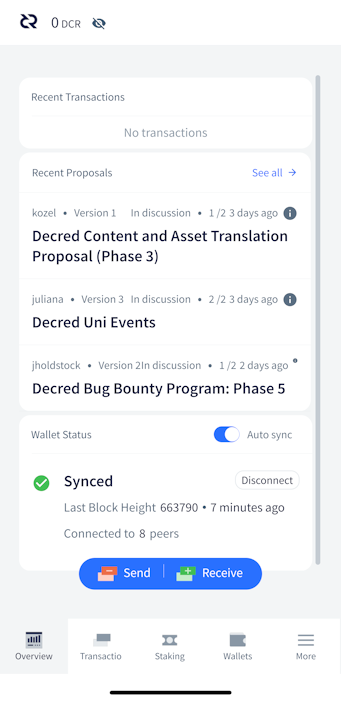 0 DCR
Recent Transactions
No transactions
Recent Proposals See all →
kozel • Version 1 In discussion • 1 /2 3 days ago
Decred Content and Asset Translation
Proposal (Phase 3)
juliana • Version 3 In discussion • 2 /2 3 days ago
Decred Uni Events
jholdstock • Version 2In discussion • 1 /2 2 days ago
Decred Bug Bounty Program: Phase 5
Wallet Status Auto sync
Synced Disconnect
Last Block Height 663790 • 7 minutes ago
Connected to 8 peers
Send Receive
Overview Transactio Staking Wallets More